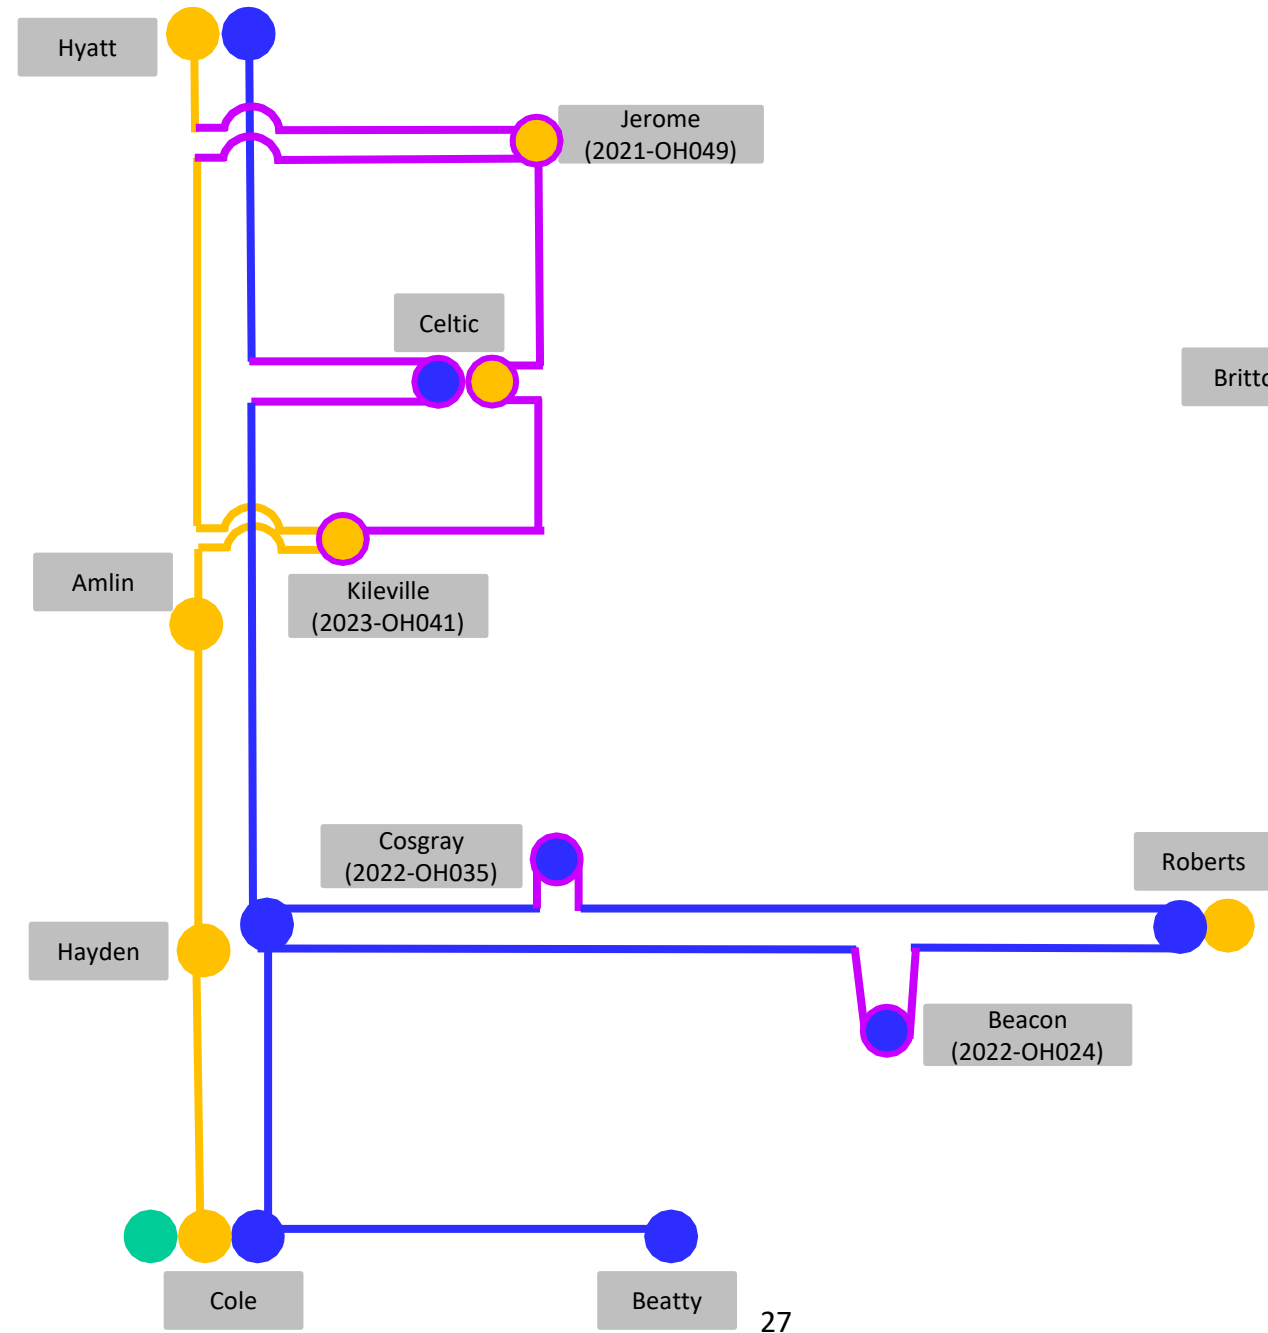 Hyatt
Jerome
(2021-OH049)
Celtic
Amlin
Kileville
(2023-OH041)
Cosgray
(2022-OH035)
Roberts
Hayden
Beacon
(2022-OH024)
Cole
Beatty
27